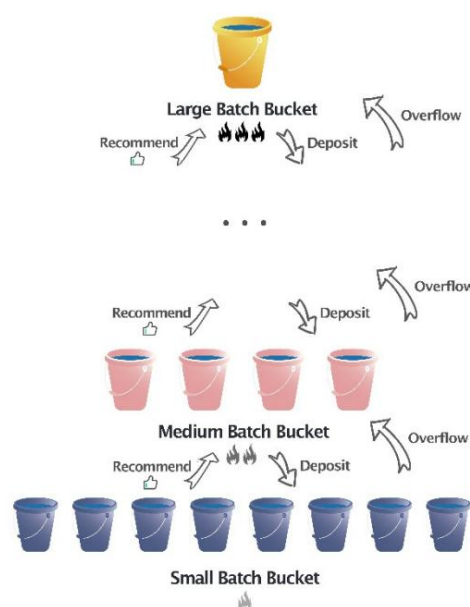 Large Batch Bucket
Overflow
Recommend
Deposit
. . .
Overflow
Recommend
Deposit
Medium Batch Bucket
Overflow
Recommend
Deposit
Small Batch Bucket